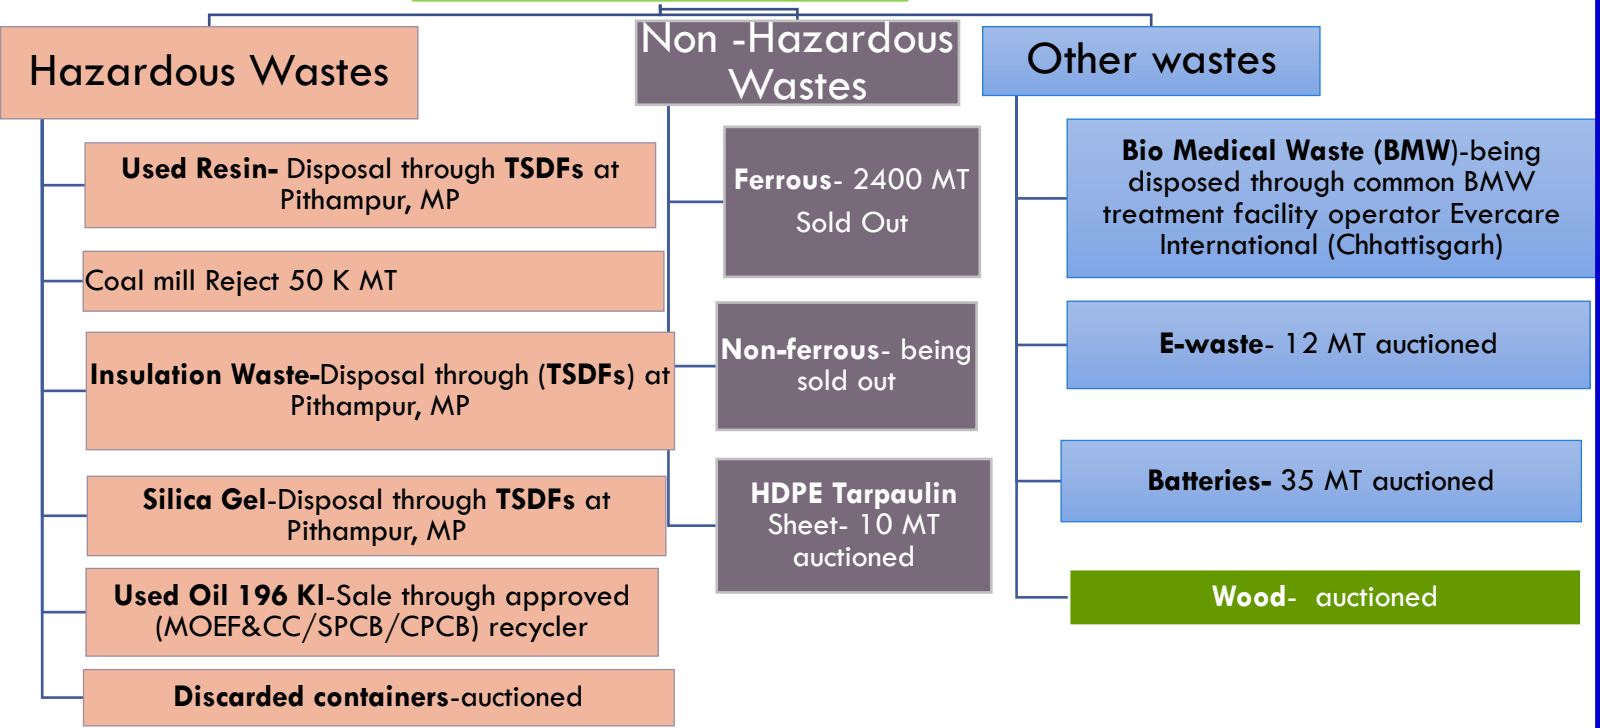 Hazardous Wastes
Used Resin- Disposal through TSDFs at
Pithampur, MP
Coal mill Reject 50 K MT
Insulation Waste-Disposal through (TSDFs) at
Pithampur, MP
Silica Gel-Disposal through TSDFs at
Pithampur, MP
Used Oil 196 Kl-Sale through approved
(MOEF&CC/SPCB/CPCB) recycler
Discarded containers-auctioned
Non -Hazardous
Wastes
Ferrous- 2400 MT
Sold Out
Non-ferrous- being
sold out
HDPE Tarpaulin
Sheet- 10 MT
auctioned
Other wastes
Bio Medical Waste (BMW)-being
disposed through common BMW
treatment facility operator Evercare
International (Chhattisgarh)
E-waste- 12 MT auctioned
Batteries- 35 MT auctioned
Wood-  auctioned